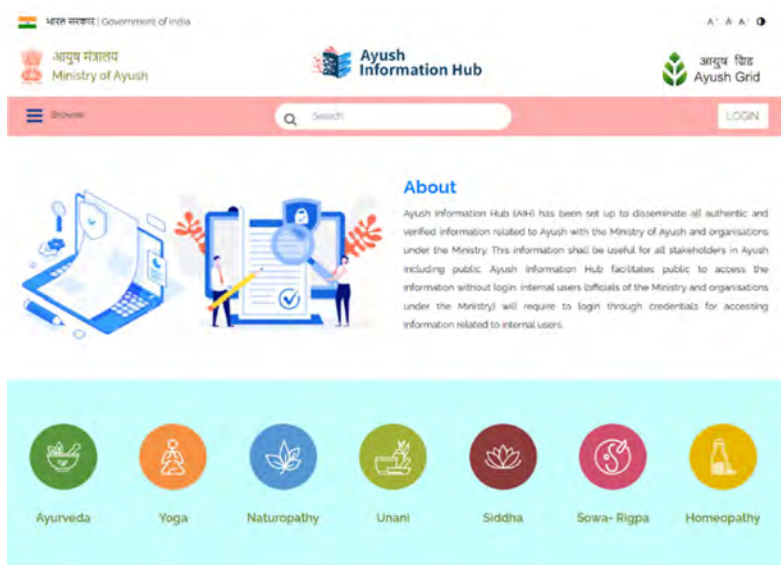 भारत सरकार | Government of India
A+ A A-
आयुष मंत्रालय
Ministry of Ayush
Ayush
Information Hub
आयुष ग्रिड
Ayush Grid
Browse
Search
LOGIN
About
Ayush Information Hub (AIH) has been set up to disseminate all authentic and
verified information related to Ayush with the Ministry of Ayush and organisations
under the Ministry. This information shall be useful for all stakeholders in Ayush
including public. Ayush Information Hub facilitates public to access the
information without login. Internal users (officials of the Ministry and organisations
under the Ministry) will require to login through credentials for accessing
information related to internal users.
Ayurveda
Yoga
Naturopathy
Unani
Siddha
Sowa- Rigpa
Homeopathy